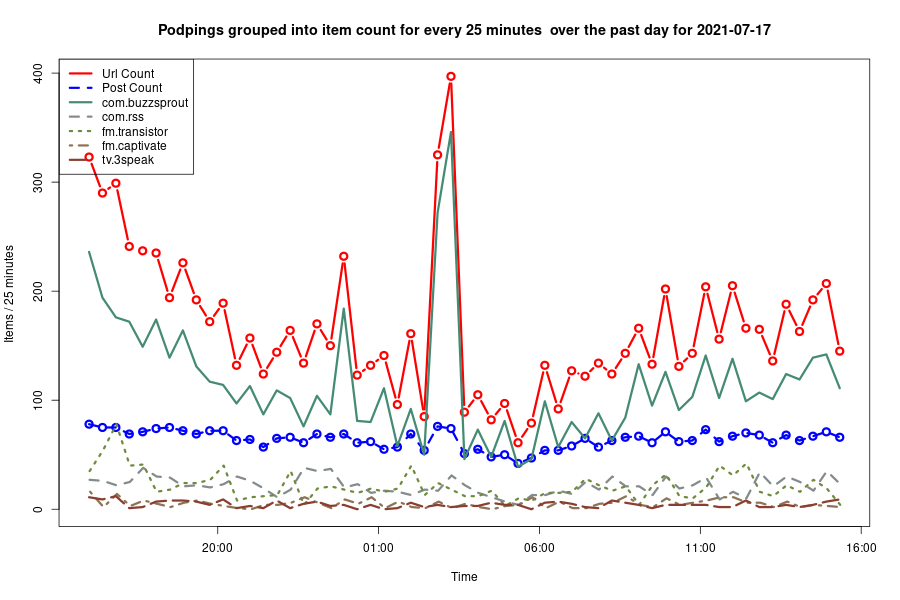 Podpings grouped into item count for every 25 minutes  over the past day for 2021-07-17
Url Count
Post Count
com.buzzsprout
com.rss
fm.transistor
fm.captivate
tv.3speak
Items / 25 minutes
400
300
200
100
0
20:00
01:00
06:00
11:00
16:00
Time